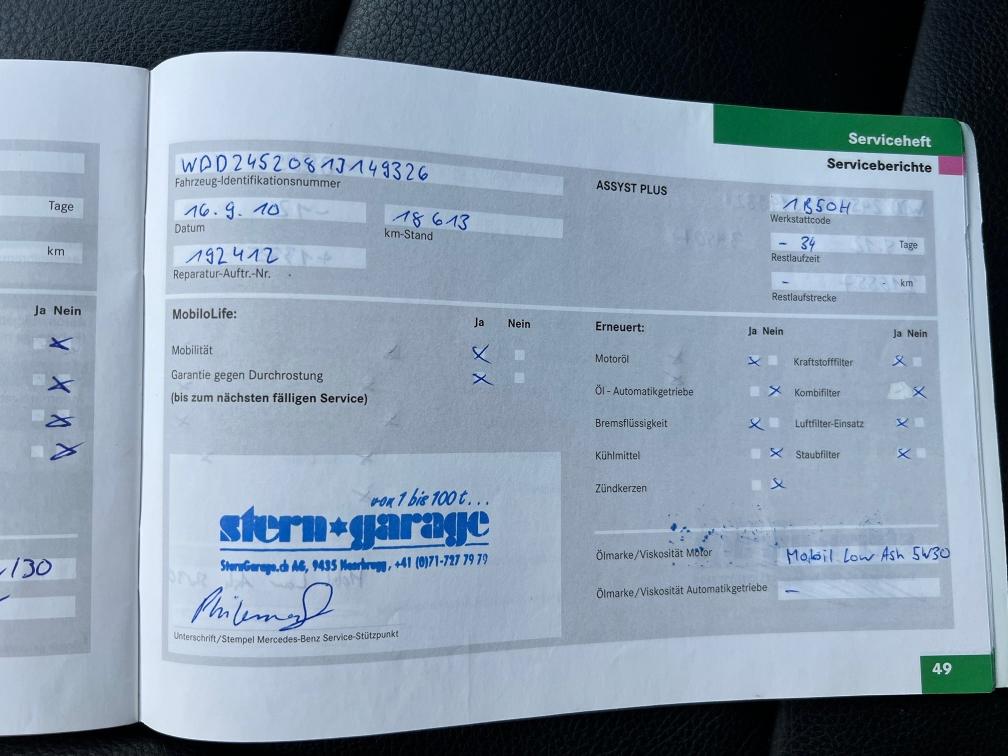 Tage
km
Ja Nein
/30
Serviceheft
Serviceberichte
WDD2452081J149326
Fahrzeug-Identifikationsnummer
16.9.10
Datum
18613
km-Stand
192412
Reparatur-Auftr.-Nr.
ASSYST PLUS
1B50H
Werkstattcode
- 34 Tage
Restlaufzeit
- km
Restlaufstrecke
MobiloLife:
Ja Nein
Mobilität
Garantie gegen Durchrostung
(bis zum nächsten fälligen Service)
Erneuert:
Ja Nein
Ja Nein
Motoröl
Kraftstofffilter
Öl - Automatikgetriebe
Kombifilter
Bremsflüssigkeit
Luftfilter-Einsatz
Kühlmittel
Staubfilter
Zündkerzen
von 1 bis 100 t...
stern garage
SternGarage.ch AG, 9435 Heerbrugg, +41 (0)71-727 79 79
Unterschrift/Stempel Mercedes-Benz Service-Stützpunkt
Ölmarke/Viskosität Motor
Mobil Low Ash 5W30
Ölmarke/Viskosität Automatikgetriebe
-
49